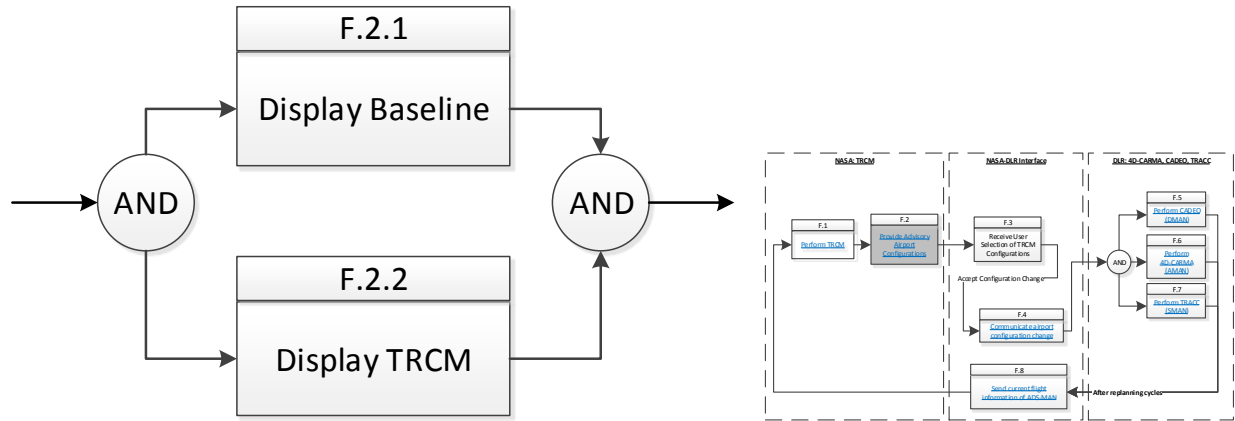 F.2.1
Display Baseline
AND
AND
F.2.2
Display TRCM
NASA: TRCM
NASA-DLR Interface
DLR: 4D-CARMA, CADEO, TRACC
F.1
Perform TRCM
F.2
Provide Advisory
Airport
Configurations
F.3
Receive User
Selection of TRCM
Configurations
Accept Configuration Change
F.4
Communicate airport
configuration change
AND
F.5
Perform CADEO
(DMAN)
F.6
Perform
4D-CARMA
(AMAN)
F.7
Perform TRACC
(SMAN)
F.8
Send current flight
information of ADS-MAN
After replanning cycles